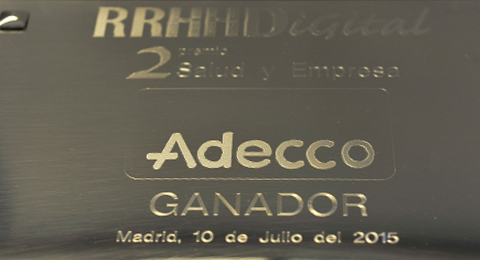 RRHHDigital
2 premio
Salud y Empresa
Adecco
GANADOR
Madrid, 10 de Julio del 2015